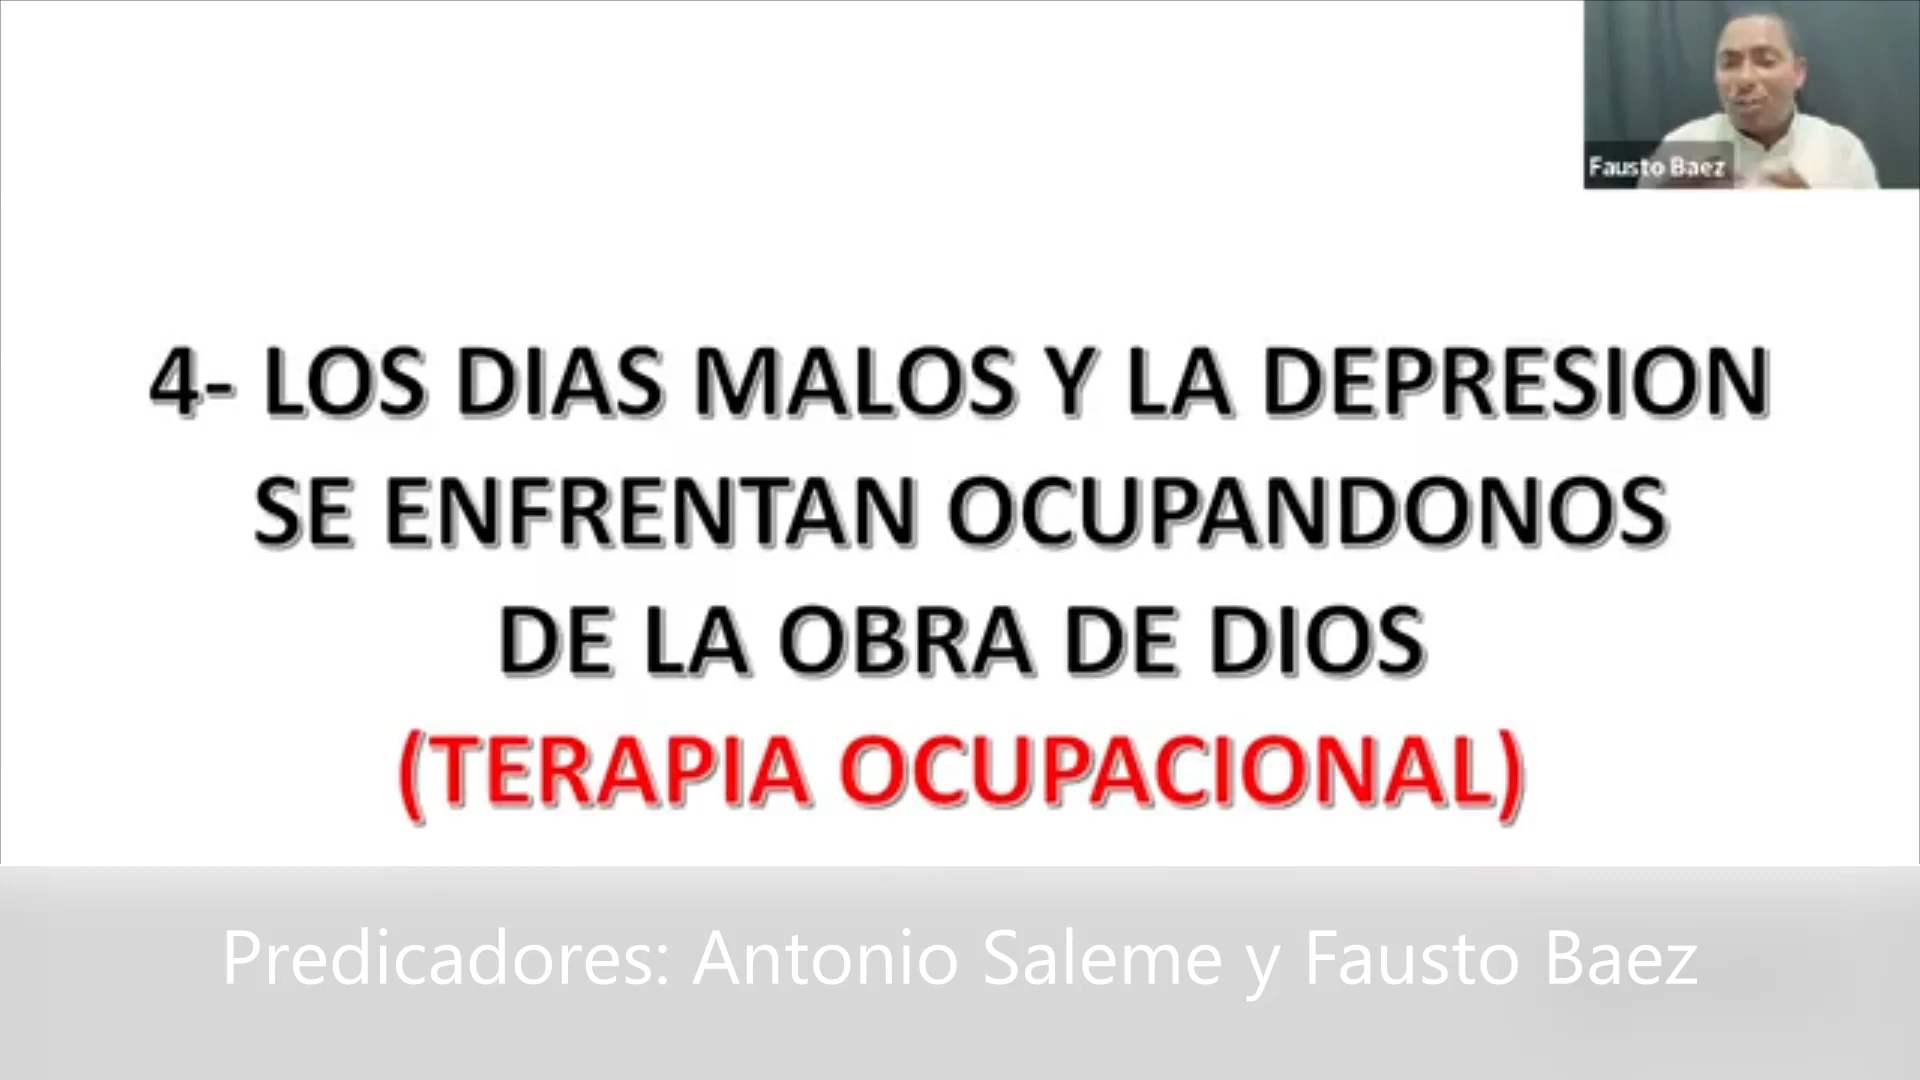 Fausto Baez
4- LOS DIAS MALOS Y LA DEPRESION
SE ENFRENTAN OCUPANDONOS
DE LA OBRA DE DIOS
(TERAPIA OCUPACIONAL)
Predicadores: Antonio Saleme y Fausto Baez